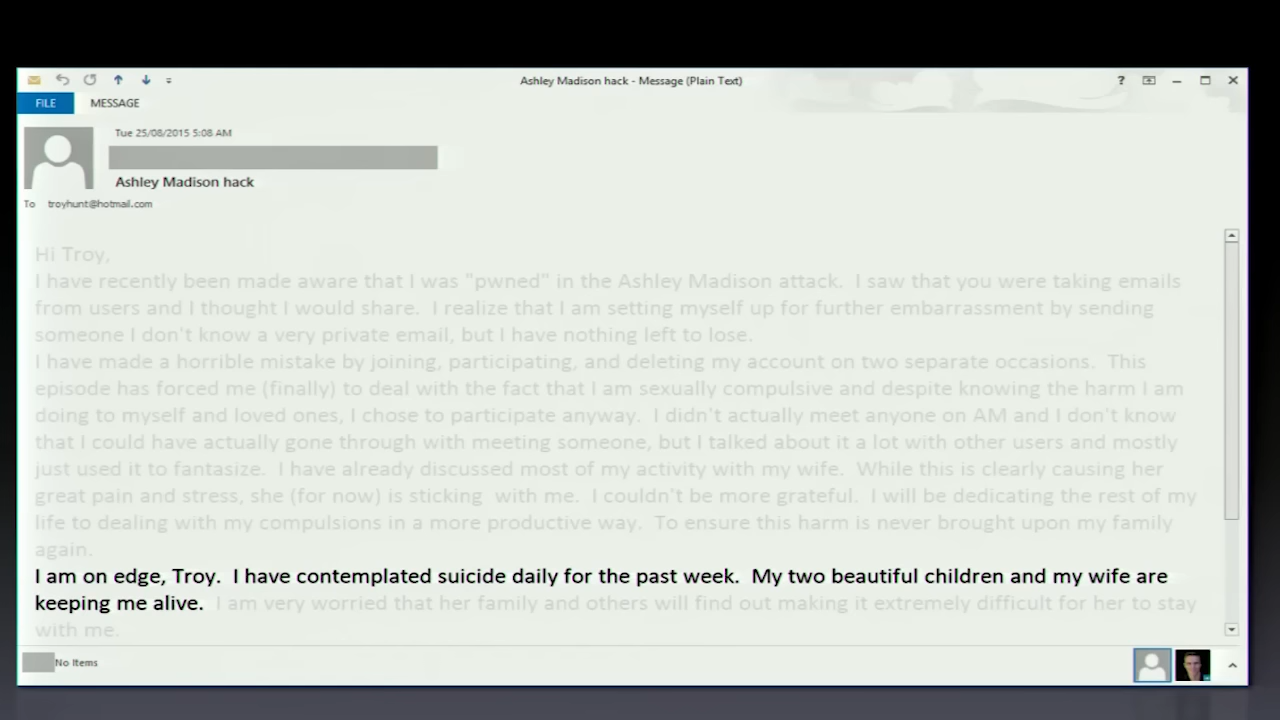 Ashley Madison hack - Message (Plain Text)
?
FILE MESSAGE
Tue 25/08/2015 5:08 AM
Ashley Madison hack
To troyhunt@hotmail.com
Hi Troy,
I have recently been made aware that I was "pwned" in the Ashley Madison attack. I saw that you were taking emails
from users and I thought I would share. I realize that I am setting myself up for further embarrassment by sending
someone I don't know a very private email, but I have nothing left to lose.
I have made a horrible mistake by joining, participating, and deleting my account on two separate occasions. This
episode has forced me (finally) to deal with the fact that I am sexually compulsive and despite knowing the harm I am
doing to myself and loved ones, I chose to participate anyway. I didn't actually meet anyone on AM and I don't know
that I could have actually gone through with meeting someone, but I talked about it a lot with other users and mostly
just used it to fantasize. I have already discussed most of my activity with my wife. While this is clearly causing her
great pain and stress, she (for now) is sticking with me. I couldn't be more grateful. I will be dedicating the rest of my
life to dealing with my compulsions in a more productive way. To ensure this harm is never brought upon my family
again.
I am on edge, Troy. I have contemplated suicide daily for the past week. My two beautiful children and my wife are
keeping me alive. I am very worried that her family and others will find out making it extremely difficult for her to stay
with me.
No Items